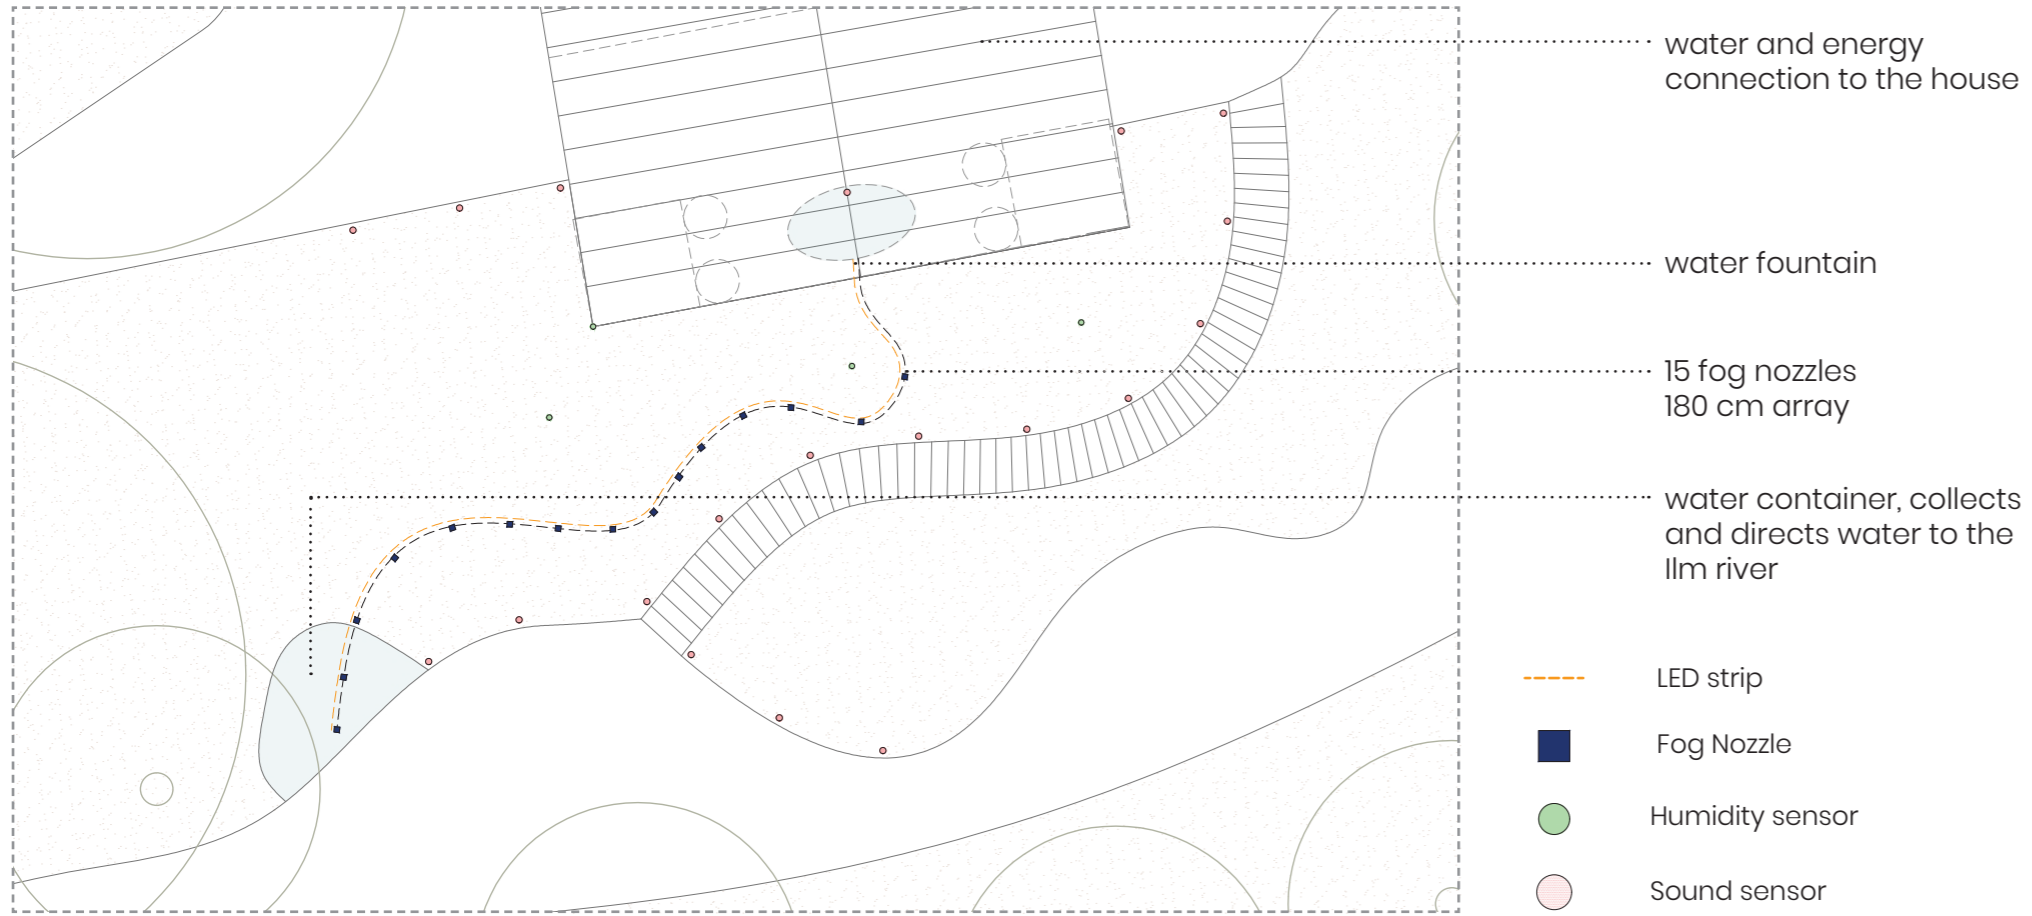 water and energy
connection to the house
water fountain
15 fog nozzles
180 cm array
water container, collects
and directs water to the
Ilm river
LED strip
Fog Nozzle
Humidity sensor
Sound sensor